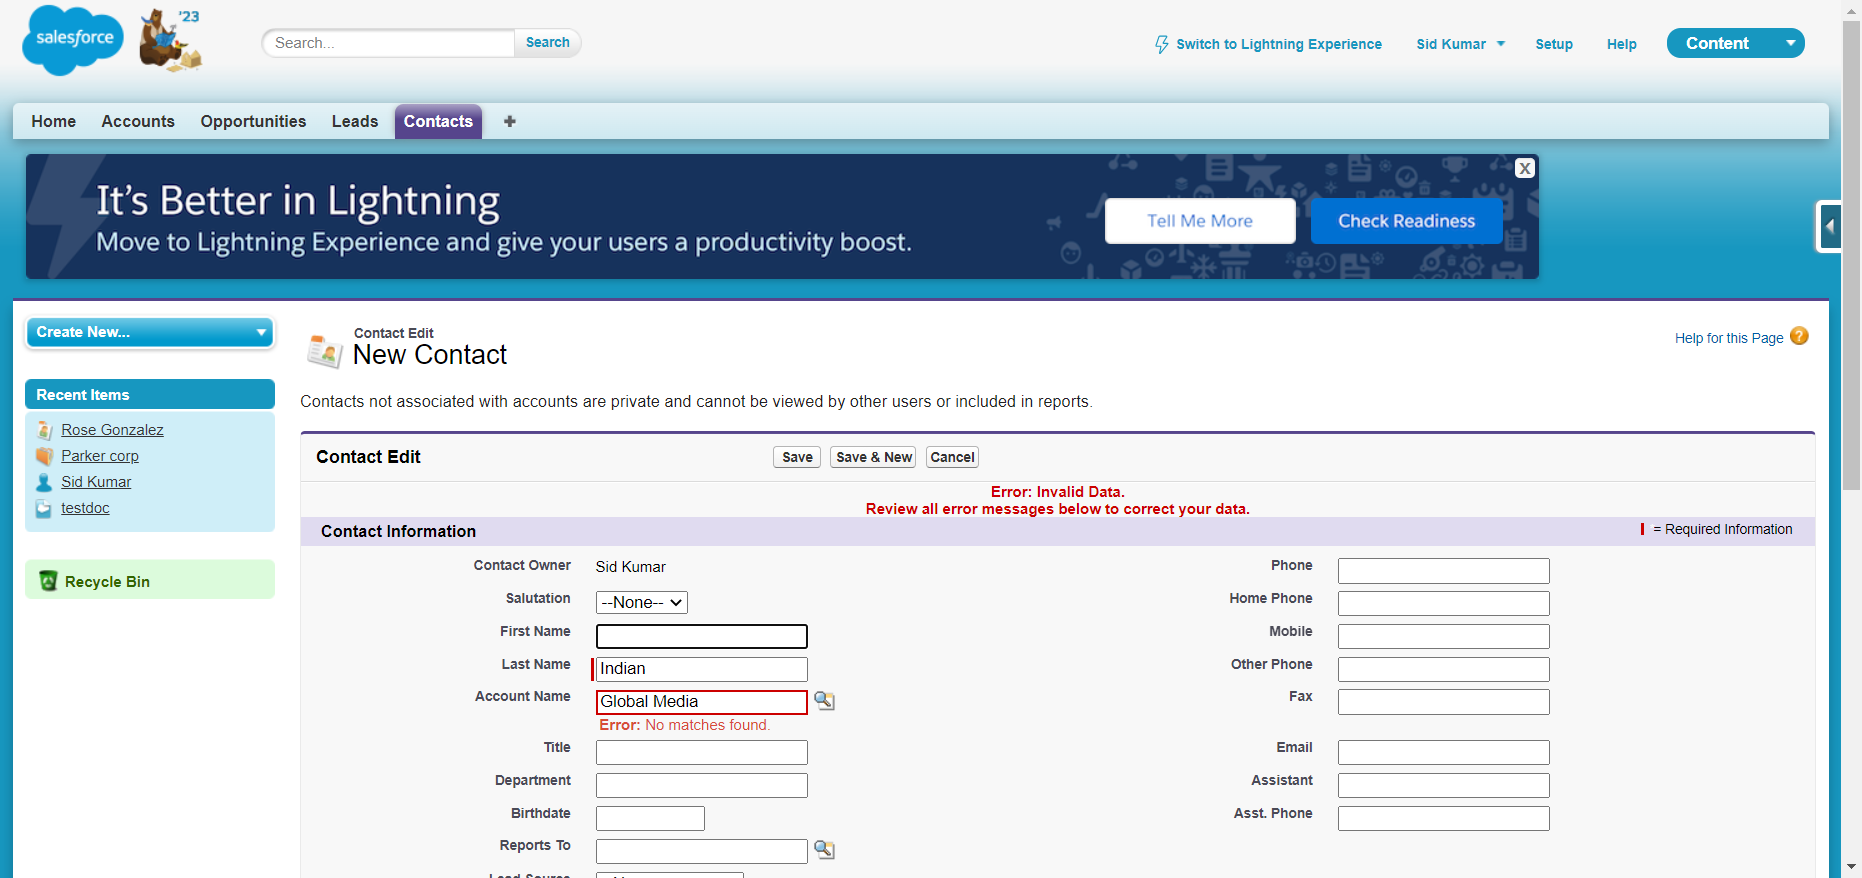 salesforce
'23
Search...
Search
Switch to Lightning Experience
Sid Kumar
Setup
Help
Content
Home
Accounts
Opportunities
Leads
Contacts
It's Better in Lightning
Move to Lightning Experience and give your users a productivity boost.
Tell Me More
Check Readiness
X
Create New...
Recent Items
Rose Gonzalez
Parker corp
Sid Kumar
testdoc
Recycle Bin
Contact Edit
New Contact
Help for this Page ?
Contacts not associated with accounts are private and cannot be viewed by other users or included in reports.
Contact Edit
Save
Save & New
Cancel
Error: Invalid Data.
Review all error messages below to correct your data.
Contact Information
= Required Information
Contact Owner Sid Kumar
Salutation --None--
First Name
Last Name Indian
Account Name Global Media
Error: No matches found.
Title
Department
Birthdate
Reports To
Phone
Home Phone
Mobile
Other Phone
Fax
Email
Assistant
Asst. Phone
Lead Source